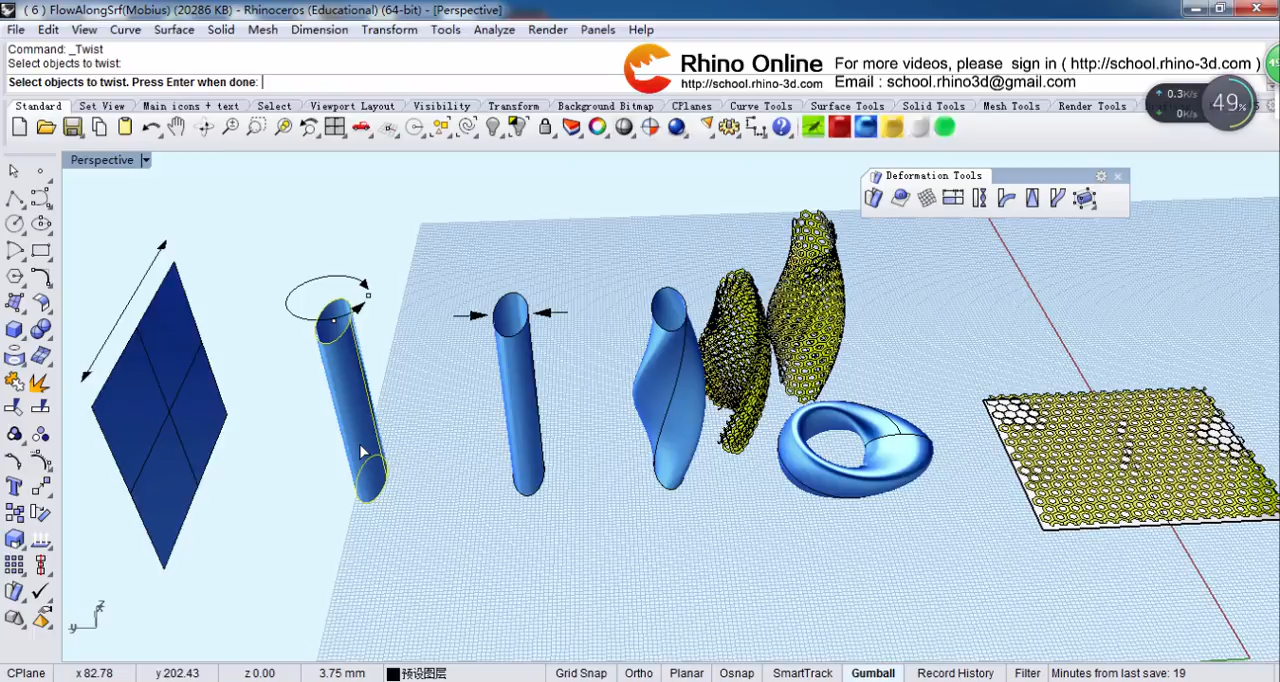 ( 6 ) FlowAlongSrf(Mobius) (20286 KB) - Rhinoceros (Educational) (64-bit) - [Perspective]
File Edit View Curve Surface Solid Mesh Dimension Transform Tools Analyze Render Panels Help
Command: _Twist
Select objects to twist:
Select objects to twist. Press Enter when done:
Rhino Online
http://school.rhino-3d.com
For more videos, please sign in ( http://school.rhino-3d.com )
Email : school.rhino3d@gmail.com
0.3K/s
0K/s
49%
Standard Set View Main icons + text Select Viewport Layout Visibility Transform Background Bitmap CPlanes Curve Tools Surface Tools Solid Tools Mesh Tools Render Tools
Perspective
Deformation Tools
z
y
CPlane x 82.78 y 202.43 z 0.00 3.75 mm 预设图层 Grid Snap Ortho Planar Osnap SmartTrack Gumball Record History Filter Minutes from last save: 19